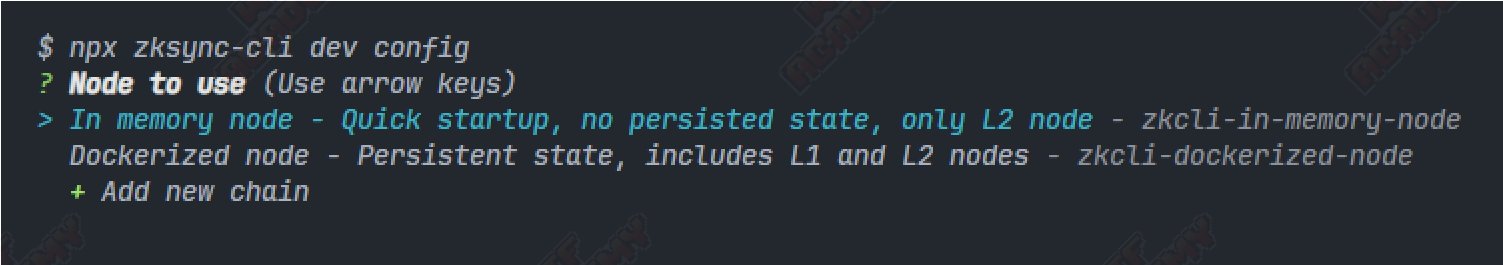 $ npx zksync-cli dev config
? Node to use (Use arrow keys)
> In memory node - Quick startup, no persisted state, only L2 node - zkcli-in-memory-node
Dockerized node - Persistent state, includes L1 and L2 nodes - zkcli-dockerized-node
+ Add new chain